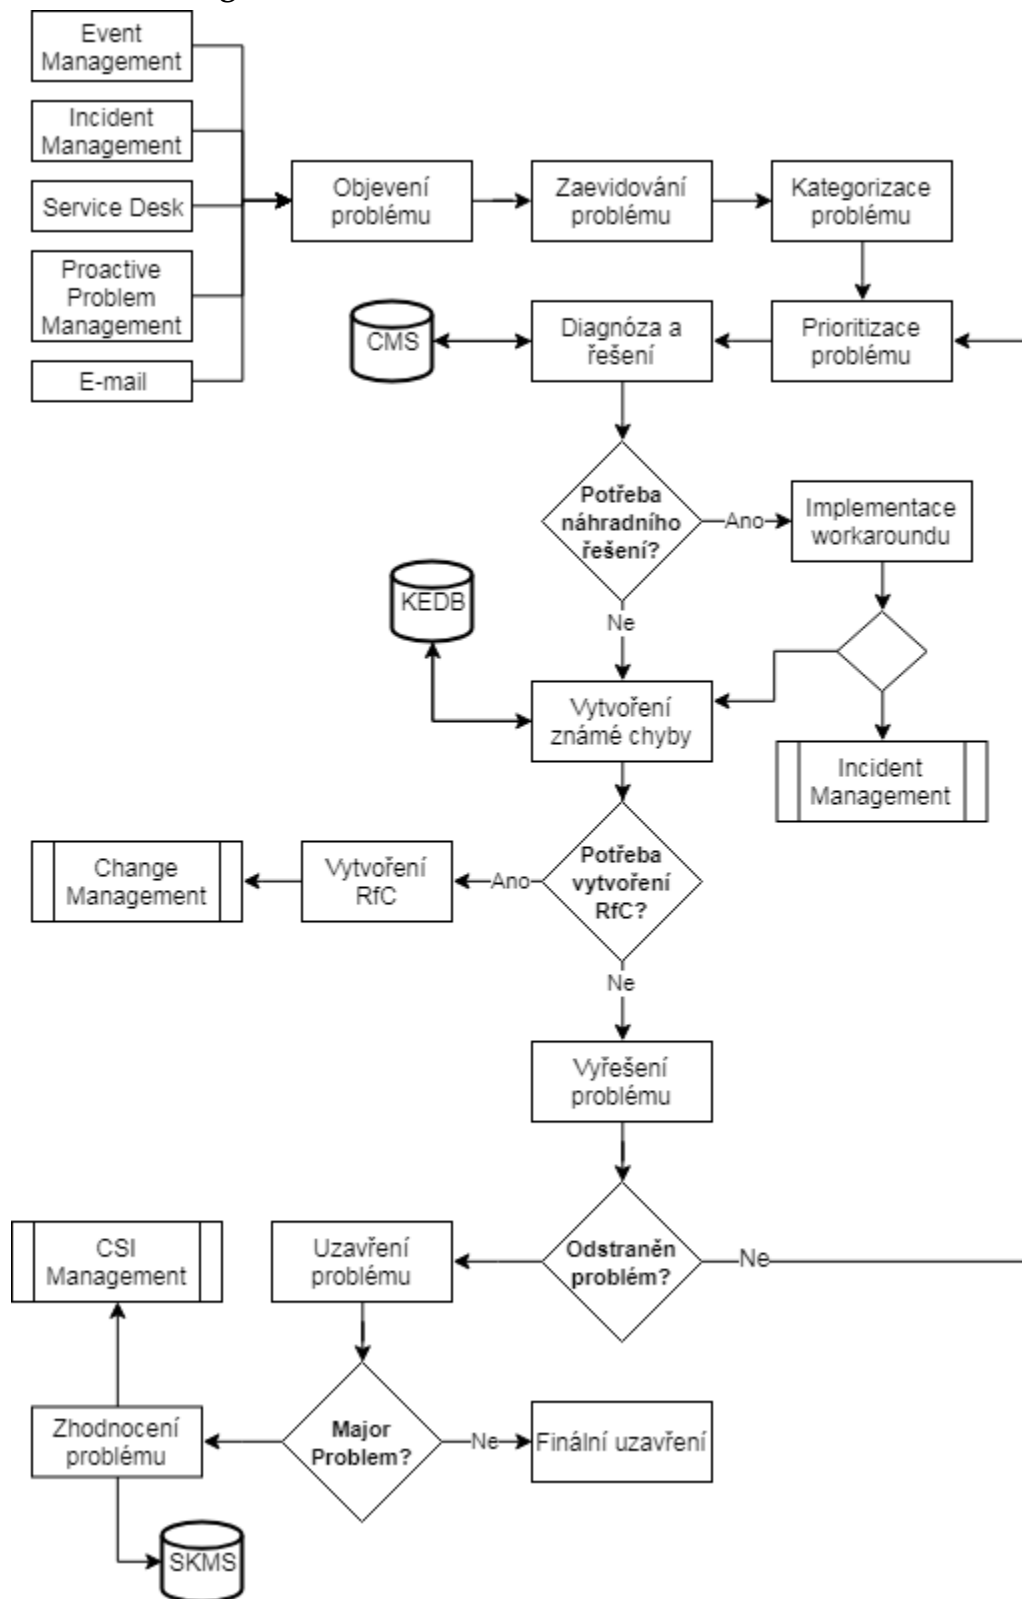 Event
Management
Incident
Management
Service Desk
Proactive
Problem
Management
E-mail
Objevení
problému
Zaevidování
problému
Kategorizace
problému
CMS
Diagnóza a
řešení
Prioritizace
problému
Potřeba
náhradního
řešení?
Ano
Implementace
workaroundu
KEDB
Ne
Vytvoření
známé chyby
Incident
Management
Change
Management
Vytvoření
RfC
Ano
Potřeba
vytvoření
RfC?
Ne
Vyřešení
problému
CSI
Management
Uzavření
problému
Odstraněn
problém?
Ne
Zhodnocení
problému
Major
Problem?
Ne
Finální uzavření
SKMS